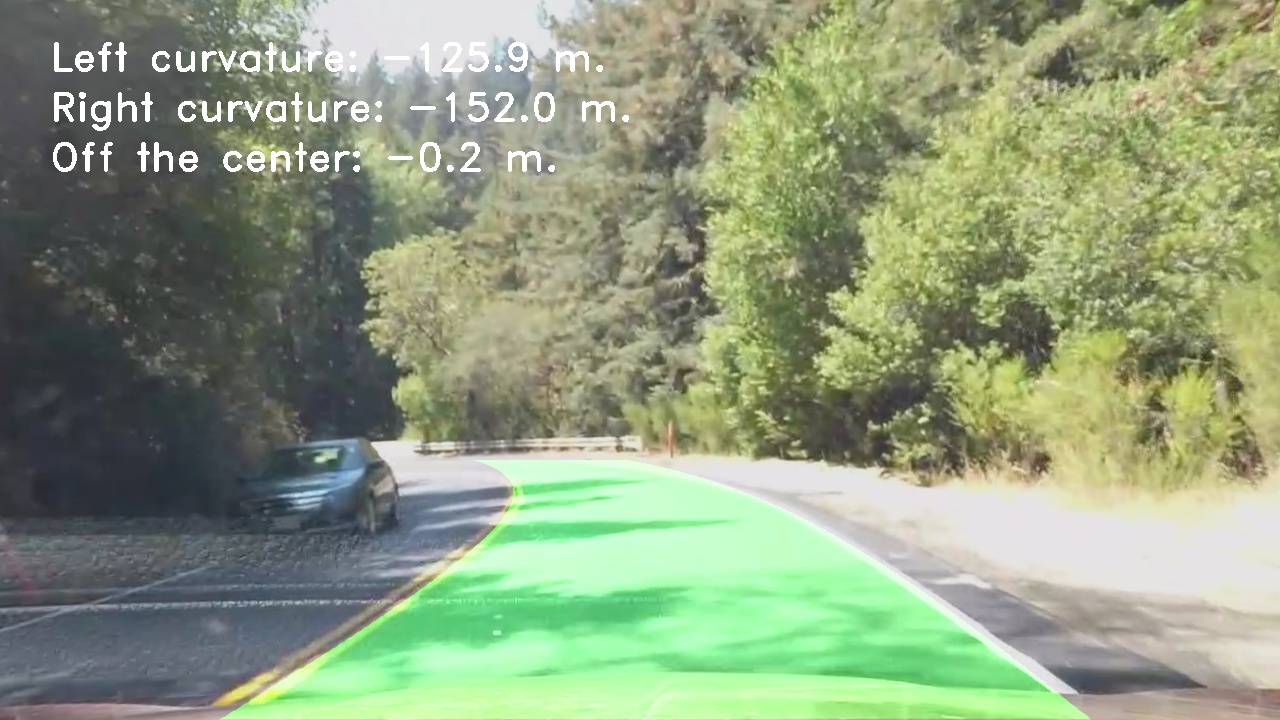 Left curvature: -125.9 m.
Right curvature: -152.0 m.
Off the center: -0.2 m.